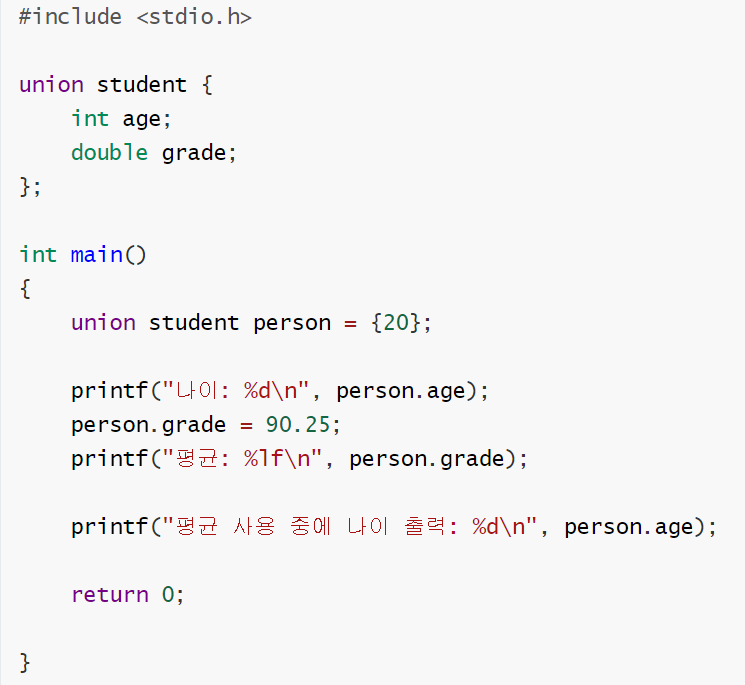 #include <stdio.h>
union student {
int age;
double grade;
};
int main()
{
union student person = {20};
printf("나이: %d\n", person.age);
person.grade = 90.25;
printf("평균: %lf\n", person.grade);
printf("평균 사용 중에 나이 출력: %d\n", person.age);
return 0;
}